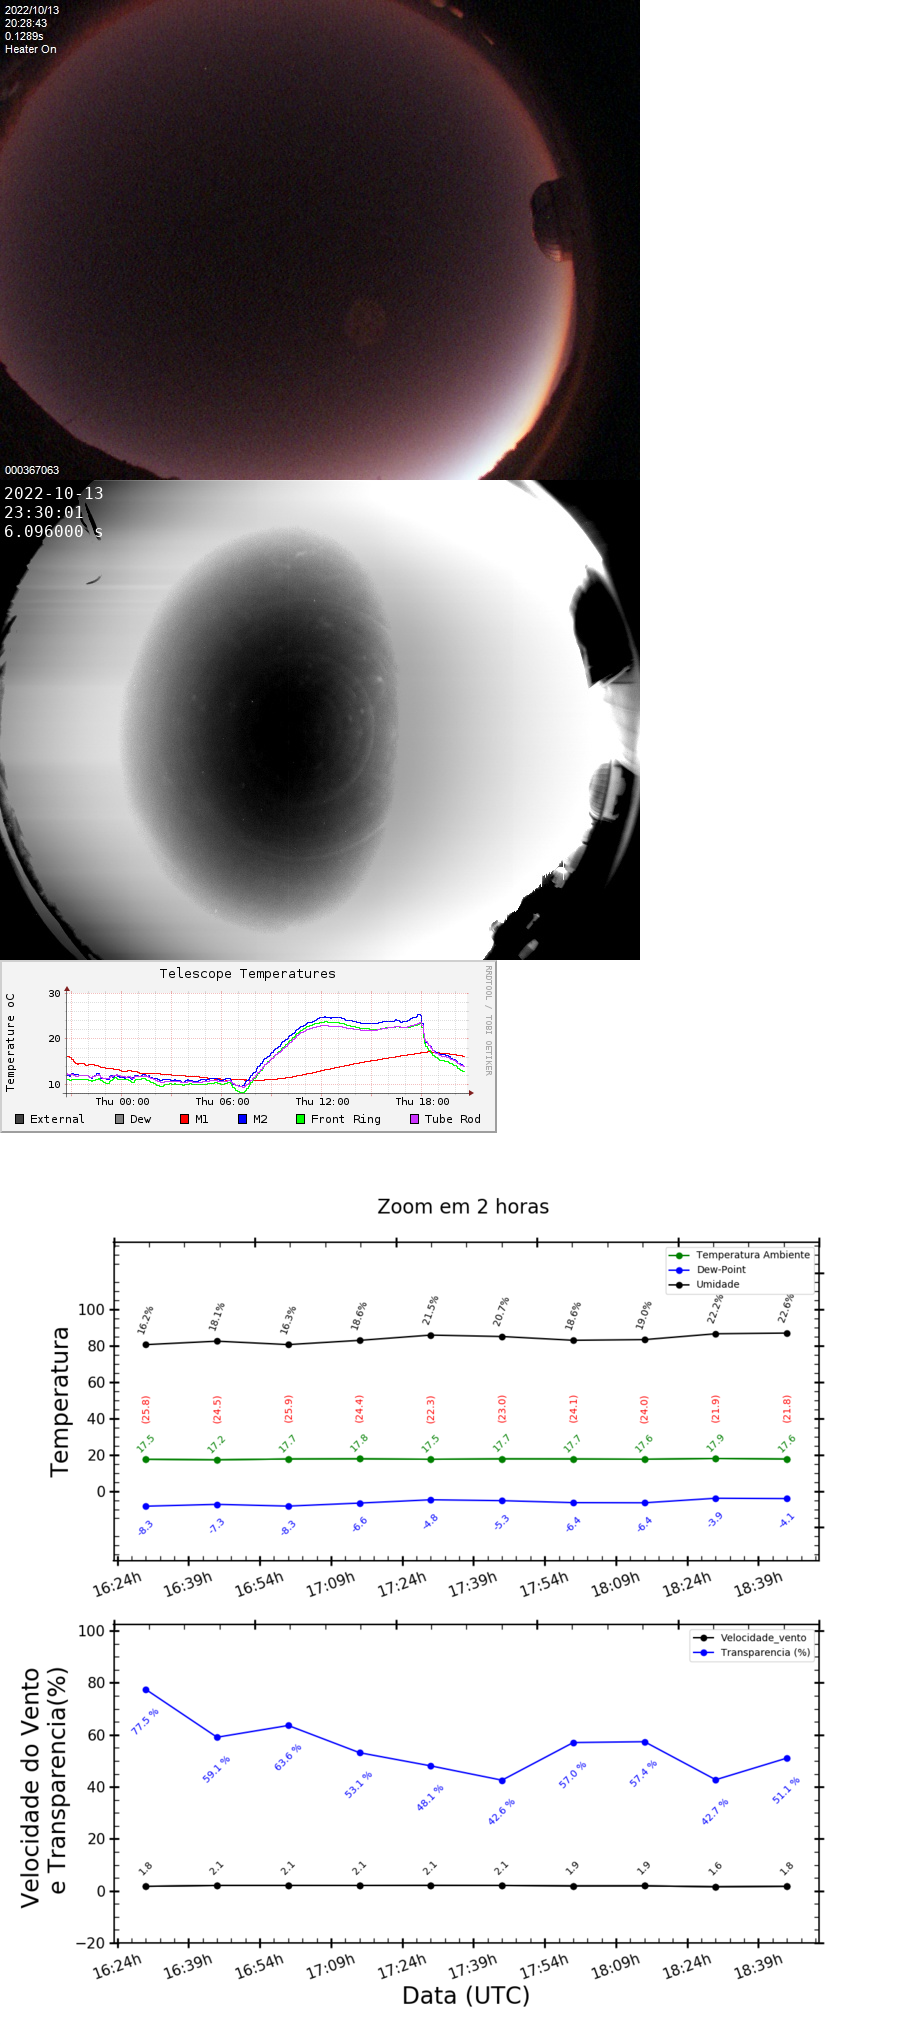 2022/10/13
20:28:43
0.1289s
Heater On
000367063
2022-10-13
23:30:01
6.096000 s
Telescope Temperatures
RRDTOOL / TOBI OETIKER
Temprature oC
30
20
10
Thu 00:00 Thu 06:00 Thu 12:00 Thu 18:00
External Dew M1 M2 Front Ring Tube Rod
Zoom em 2 horas
Temperatura Ambiente
Dew-Point
Umidade
Temperatura
100
80
60
40
20
0
16.2% 18.1% 16.3% 18.6% 21.5% 20.7% 18.6% 19.0% 22.2% 22.6%
(25.8) (24.5) (25.9) (24.4) (22.3) (23.0) (24.1) (24.0) (21.9) (21.8)
17.5 17.2 17.7 17.8 17.5 17.7 17.7 17.6 17.9 17.6
-8.3 -7.3 -8.3 -6.6 -4.8 -5.3 -6.4 -6.4 -3.9 -4.1
16:24h 16:39h 16:54h 17:09h 17:24h 17:39h 17:54h 18:09h 18:24h 18:39h
Velocidade_vento
Transparencia (%)
Velocidade do Vento
e Transparencia(%)
100
80
60
40
20
0
−20
77.5 % 59.1 % 63.6 % 53.1 % 48.1 % 42.6 % 57.0 % 57.4 % 42.7 % 51.1 %
1.8 2.1 2.1 2.1 2.1 2.1 1.9 1.9 1.6 1.8
16:24h 16:39h 16:54h 17:09h 17:24h 17:39h 17:54h 18:09h 18:24h 18:39h
Data (UTC)